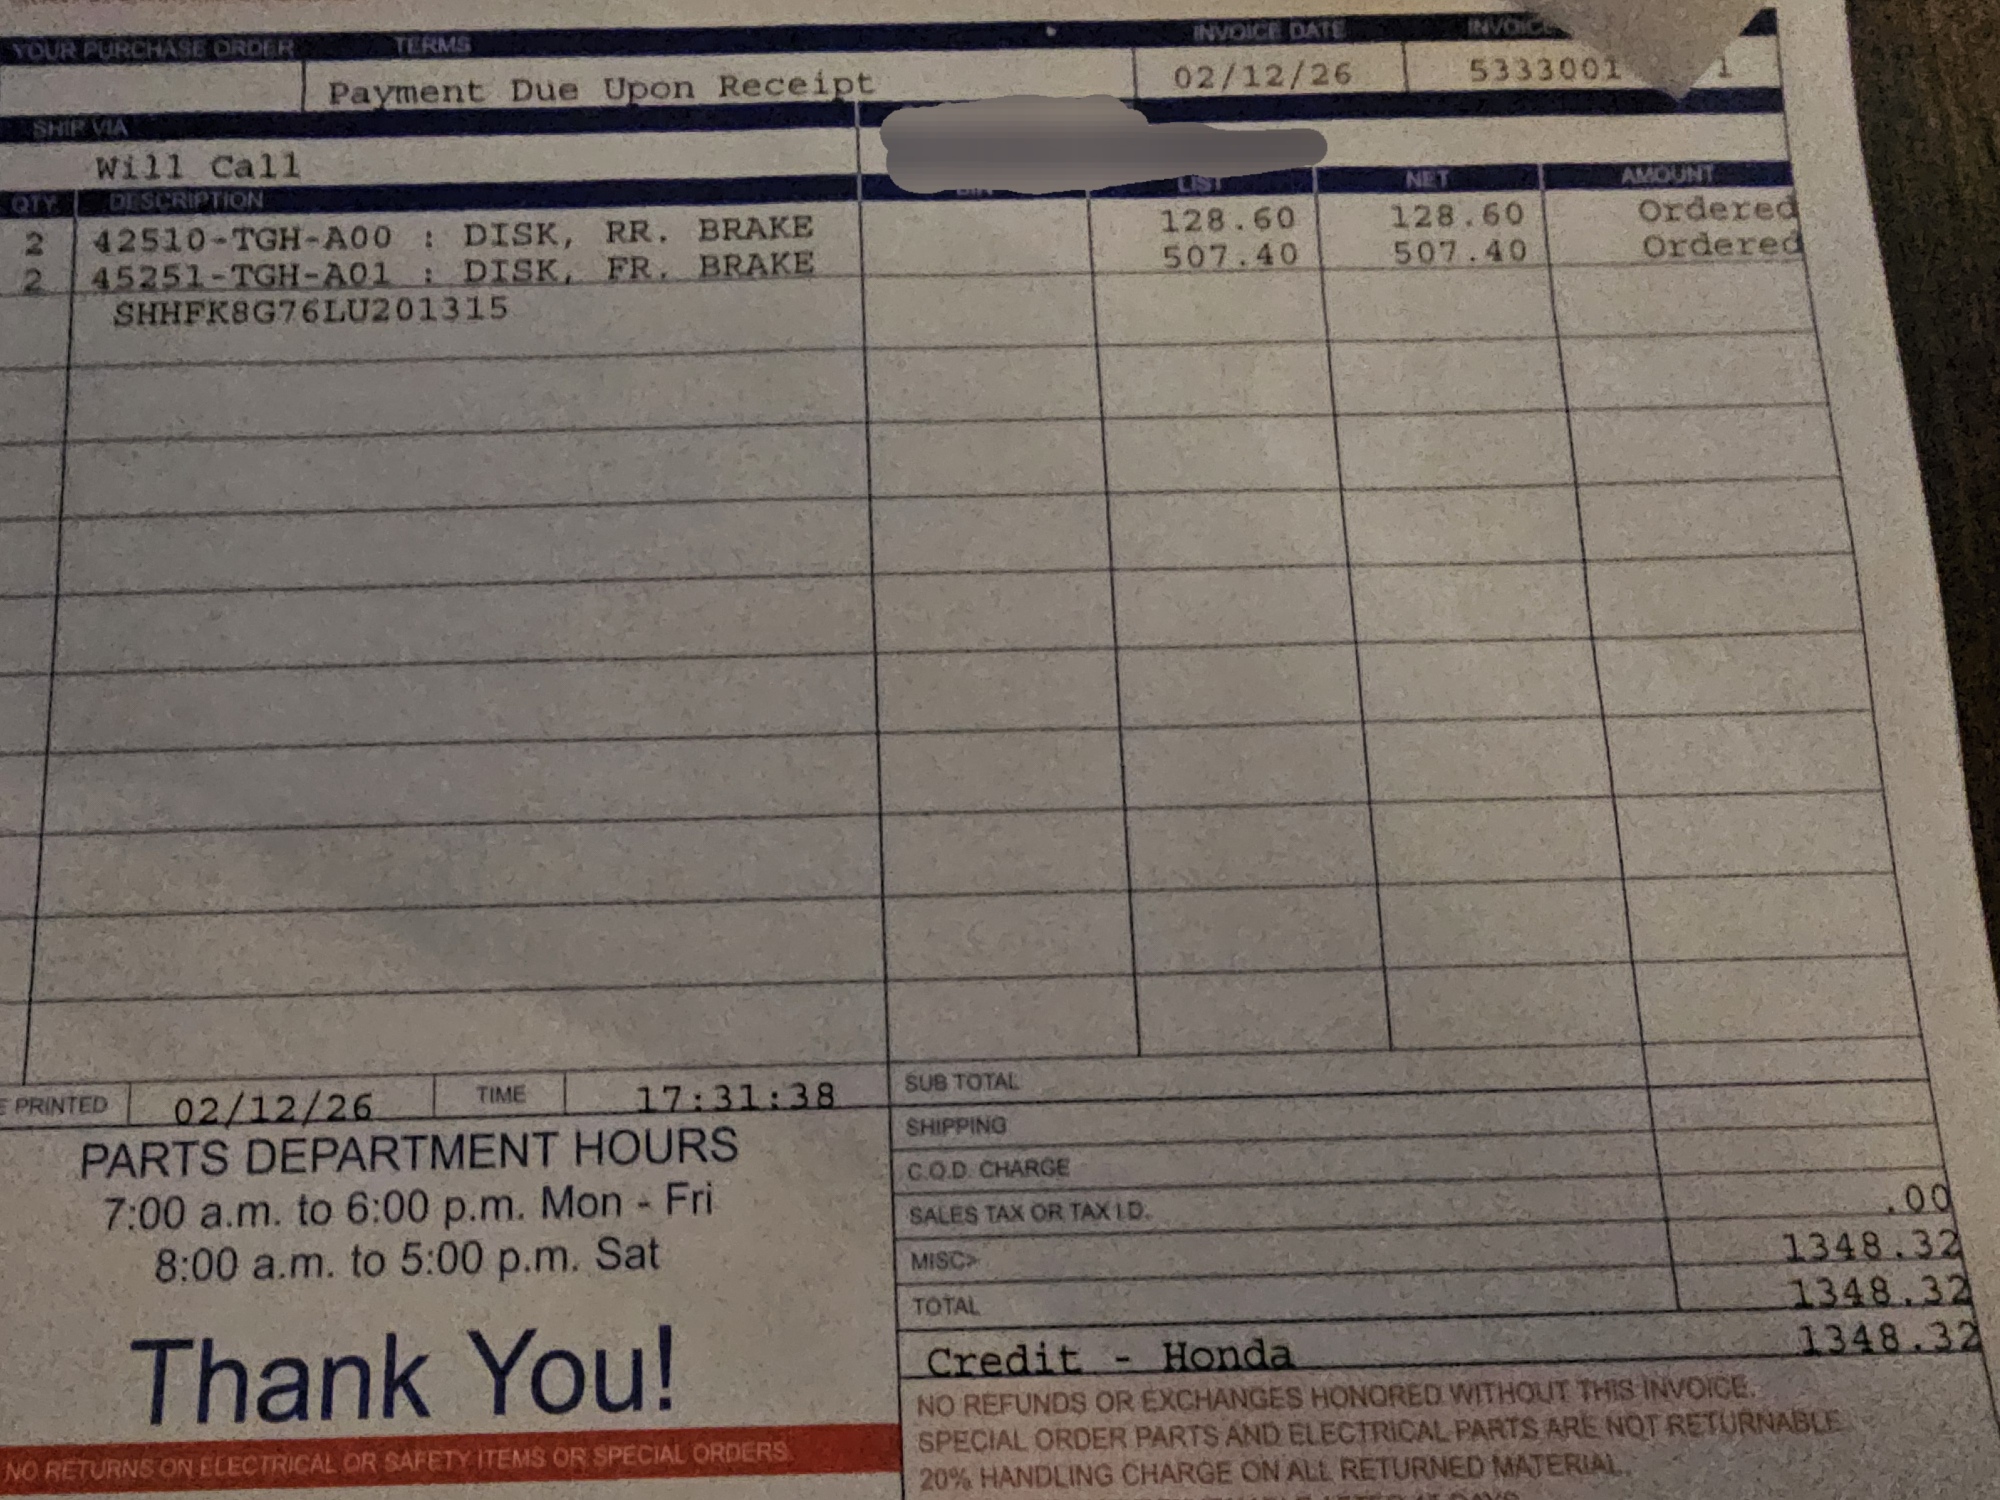 YOUR PURCHASE ORDER TERMS INVOICE DATE
Payment Due Upon Receipt 02/12/26 5333001 1
SHIP VIA
Will Call
QTY DESCRIPTION LIST NET AMOUNT
2 42510-TGH-A00 : DISK, RR. BRAKE 128.60 128.60 Ordered
2 45251-TGH-A01 : DISK, FR. BRAKE 507.40 507.40 Ordered
SHHFK8G76LU201315
E PRINTED 02/12/26 TIME 17:31:38
PARTS DEPARTMENT HOURS
7:00 a.m. to 6:00 p.m. Mon - Fri
8:00 a.m. to 5:00 p.m. Sat
Thank You!
NO RETURNS ON ELECTRICAL OR SAFETY ITEMS OR SPECIAL ORDERS.
SUB TOTAL
SHIPPING
C.O.D. CHARGE
SALES TAX OR TAX I.D. .00
MISC> 1348.32
TOTAL 1348.32
Credit - Honda 1348.32
NO REFUNDS OR EXCHANGES HONORED WITHOUT THIS INVOICE.
SPECIAL ORDER PARTS AND ELECTRICAL PARTS ARE NOT RETURNABLE.
20% HANDLING CHARGE ON ALL RETURNED MATERIAL.